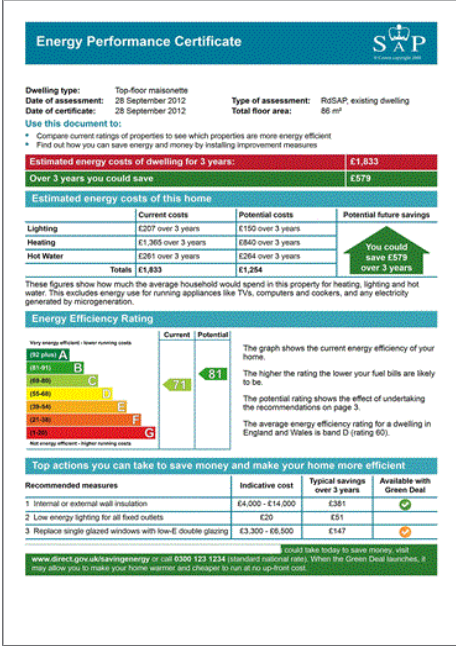 Energy Performance Certificate
SAP
Dwelling type: Top-floor maisonette
Date of assessment: 28 September 2012 Type of assessment: RdSAP, existing dwelling
Date of certificate: 28 September 2012 Total floor area: 86 m²
Use this document to:
• Compare current ratings of properties to see which properties are more energy efficient
• Find out how you can save energy and money by installing improvement measures
Estimated energy costs of dwelling for 3 years: £1,833
Over 3 years you could save £579
Estimated energy costs of this home
Current costs Potential costs Potential future savings
Lighting £207 over 3 years £150 over 3 years
Heating £1,365 over 3 years £840 over 3 years
Hot Water £261 over 3 years £264 over 3 years
Totals £1,833 £1,254
You could
save £579
over 3 years
These figures show how much the average household would spend in this property for heating, lighting and hot
water. This excludes energy use for running appliances like TVs, computers and cookers, and any electricity
generated by microgeneration.
Energy Efficiency Rating
Current Potential
Very energy efficient - lower running costs
(92 plus) A
(81-91) B
(69-80) C
(55-68) D
(39-54) E
(21-38) F
(1-20) G
Not energy efficient - higher running costs
71
81
The graph shows the current energy efficiency of your
home.
The higher the rating the lower your fuel bills are likely
to be.
The potential rating shows the effect of undertaking
the recommendations on page 3.
The average energy efficiency rating for a dwelling in
England and Wales is band D (rating 60).
Top actions you can take to save money and make your home more efficient
Recommended measures Indicative cost Typical savings over 3 years Available with Green Deal
1 Internal or external wall insulation £4,000 - £14,000 £381
2 Low energy lighting for all fixed outlets £20 £51
3 Replace single glazed windows with low-E double glazing £3,300 - £6,500 £147
could take today to save money, visit
www.direct.gov.uk/savingenergy or call 0300 123 1234 (standard national rate). When the Green Deal launches, it
may allow you to make your home warmer and cheaper to run at no up-front cost.